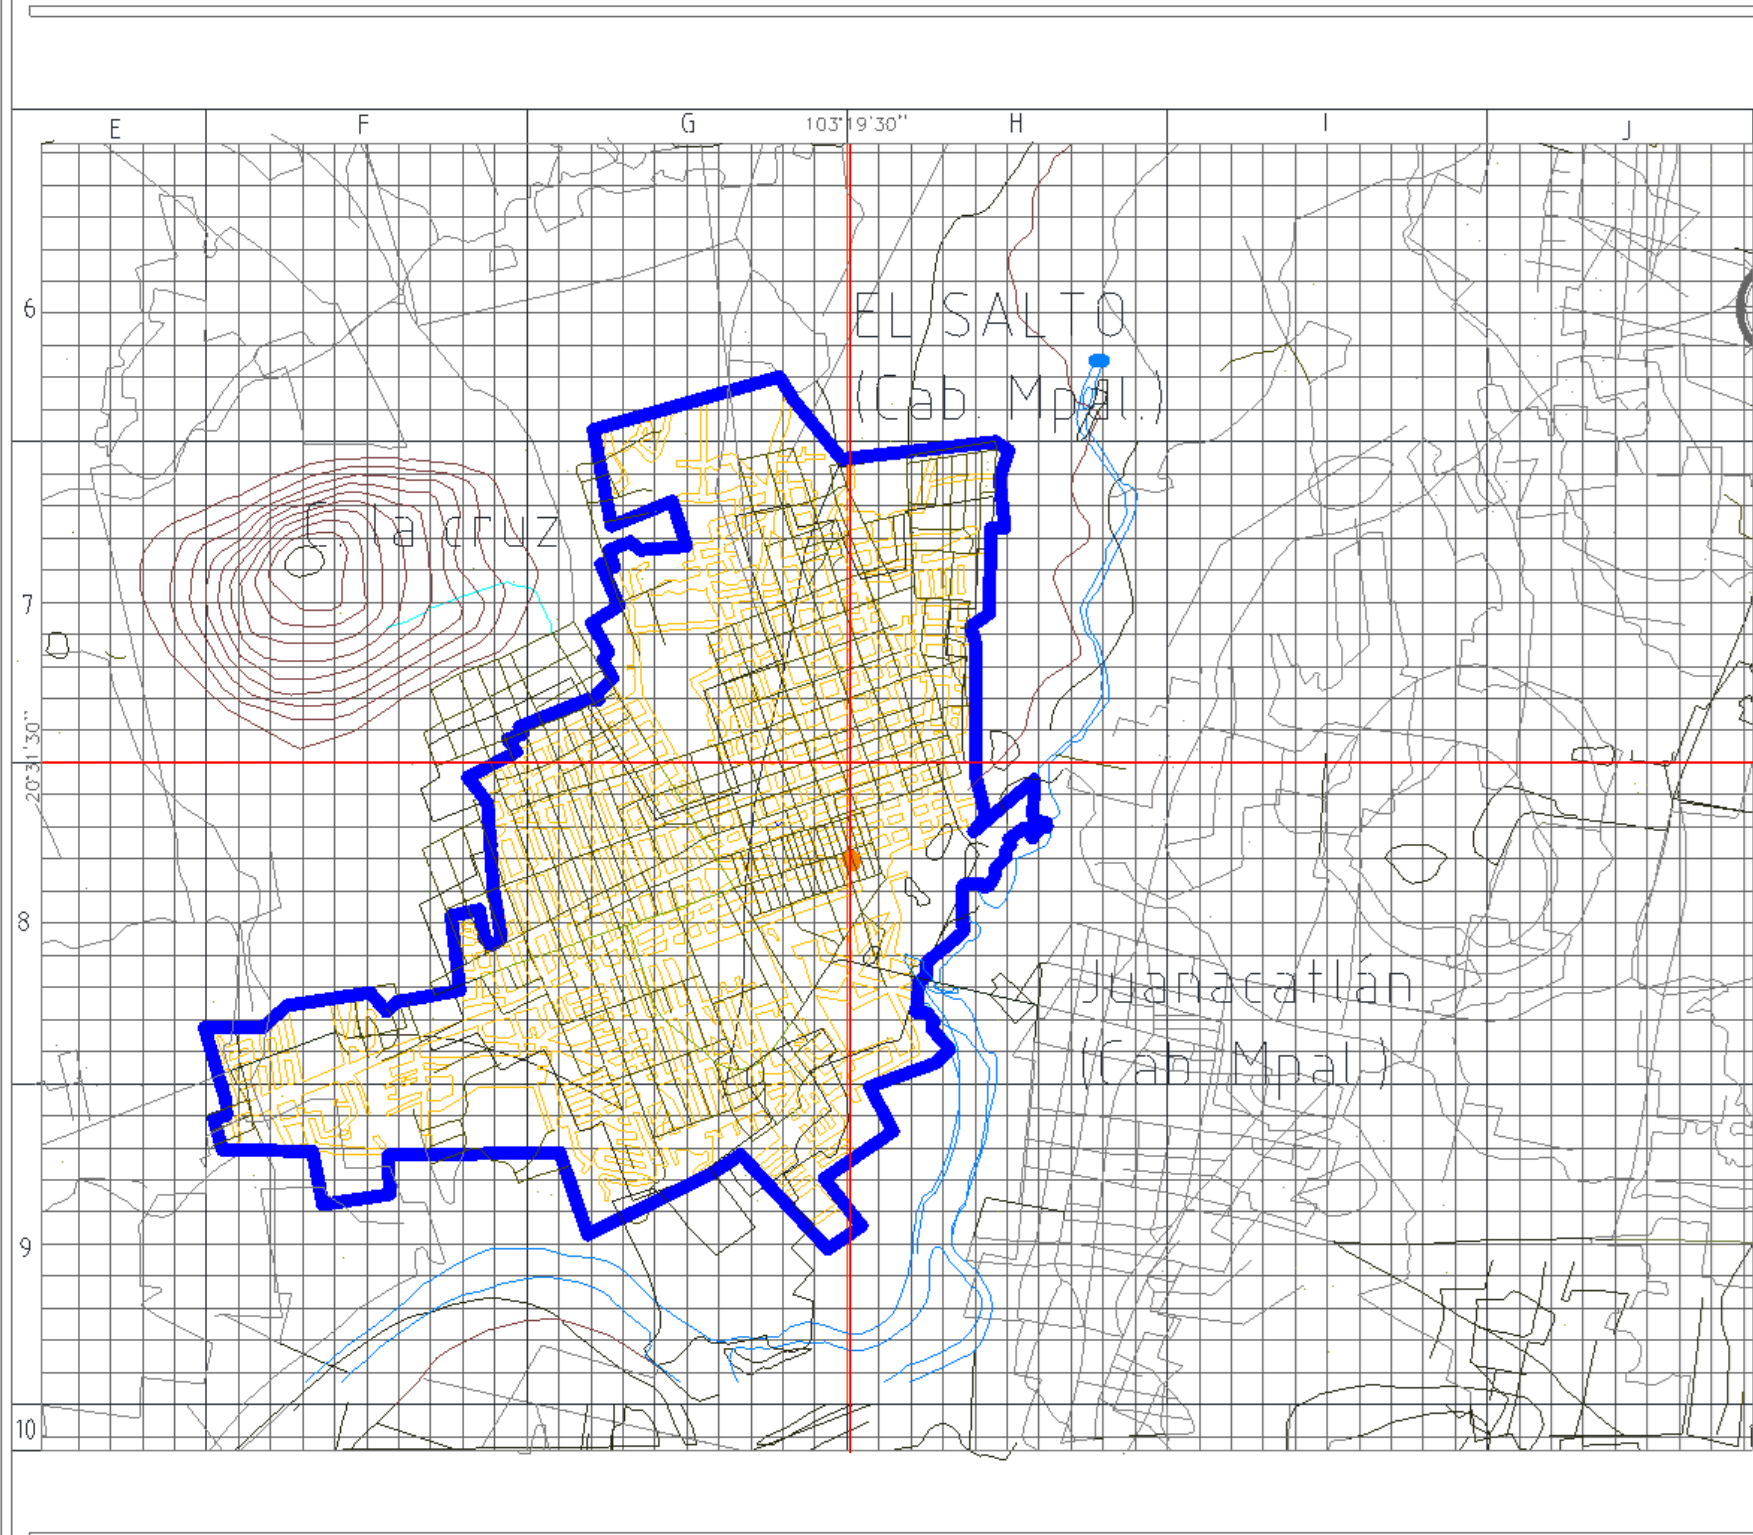 E F G 103°19'30'' H I J
6
EL SALTO
(Cab. Mpal.)
C. la cruz
7
20°31'30''
8
Juanacatlán
(Cab. Mpal.)
9
10